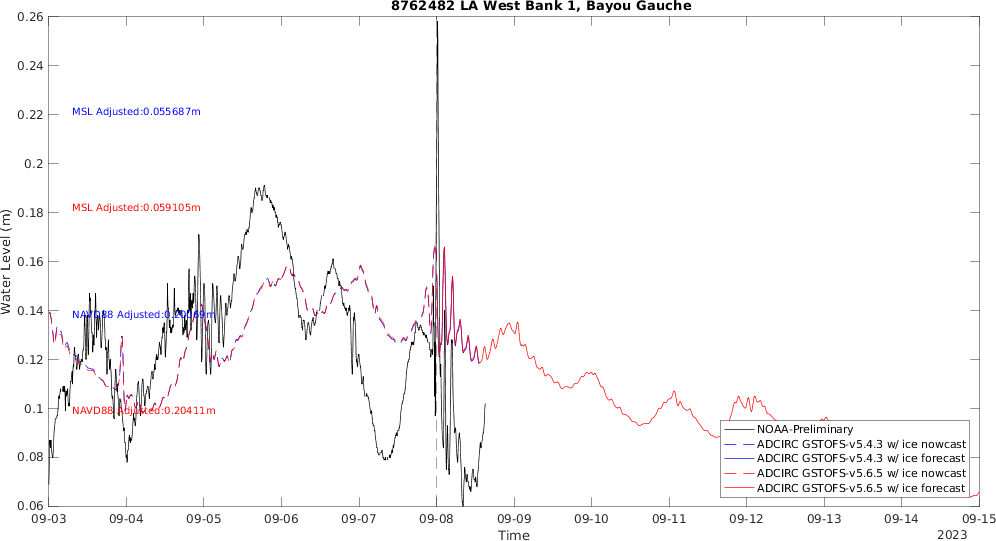 8762482 LA West Bank 1, Bayou Gauche
0.26
0.24
0.22
0.2
0.18
0.16
0.14
0.12
0.1
0.08
0.06
Water Level (m)
MSL Adjusted:0.055687m
MSL Adjusted:0.059105m
NAVD88 Adjusted:0.20069m
NAVD88 Adjusted:0.20411m
NOAA-Preliminary
ADCIRC GSTOFS-v5.4.3 w/ ice nowcast
ADCIRC GSTOFS-v5.4.3 w/ ice forecast
ADCIRC GSTOFS-v5.6.5 w/ ice nowcast
ADCIRC GSTOFS-v5.6.5 w/ ice forecast
09-03 09-04 09-05 09-06 09-07 09-08 09-09 09-10 09-11 09-12 09-13 09-14 09-15
Time
2023